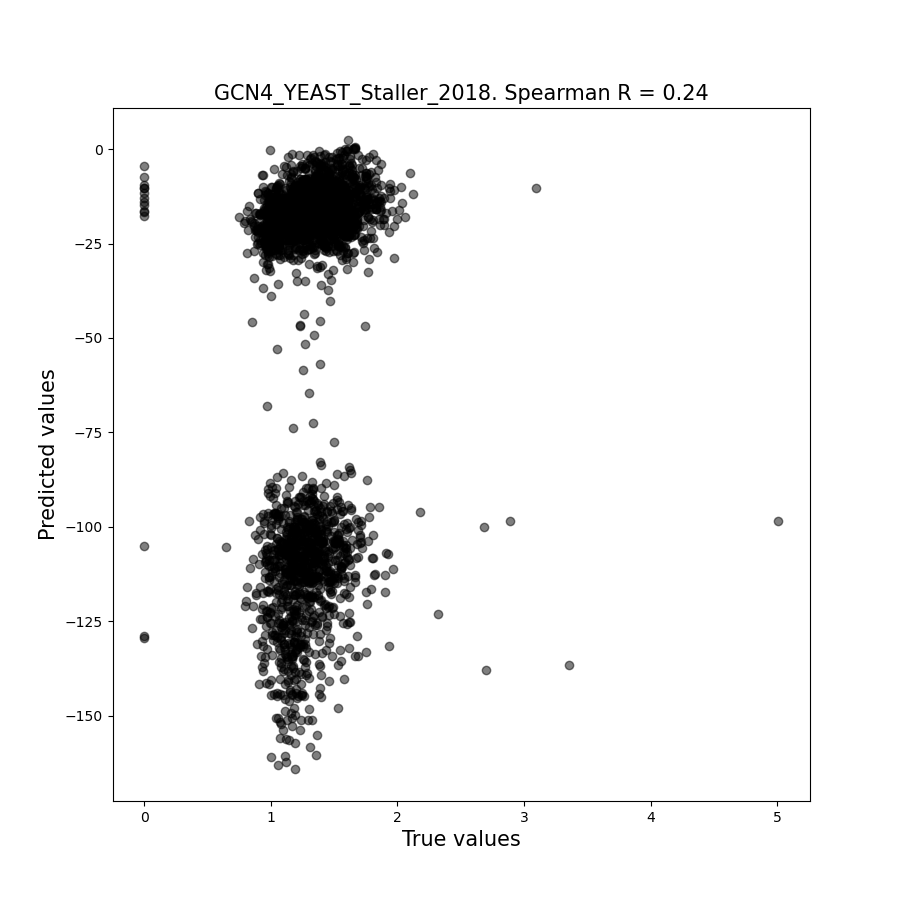 GCN4_YEAST_Staller_2018. Spearman R = 0.24
0
−25
−50
−75
−100
−125
−150
Predicted values
0 1 2 3 4 5
True values